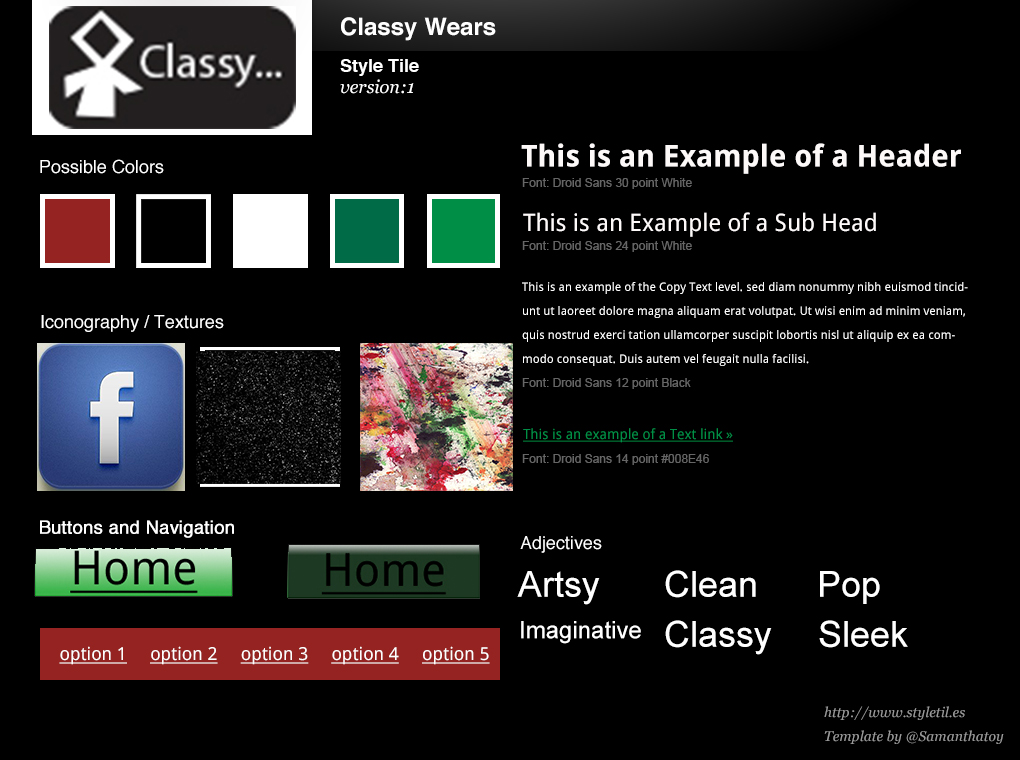 Classy...
Classy Wears
Style Tile
version:1
Possible Colors
Iconography / Textures
f
Buttons and Navigation
Home
Home
option 1 option 2 option 3 option 4 option 5
This is an Example of a Header
Font: Droid Sans 30 point White
This is an Example of a Sub Head
Font: Droid Sans 24 point White
This is an example of the Copy Text level. sed diam nonummy nibh euismod tincid-
unt ut laoreet dolore magna aliquam erat volutpat. Ut wisi enim ad minim veniam,
quis nostrud exerci tation ullamcorper suscipit lobortis nisl ut aliquip ex ea com-
modo consequat. Duis autem vel feugait nulla facilisi.
Font: Droid Sans 12 point Black
This is an example of a Text link »
Font: Droid Sans 14 point #008E46
Adjectives
Artsy Clean Pop
Imaginative Classy Sleek
http://www.styletil.es
Template by @Samanthatoy